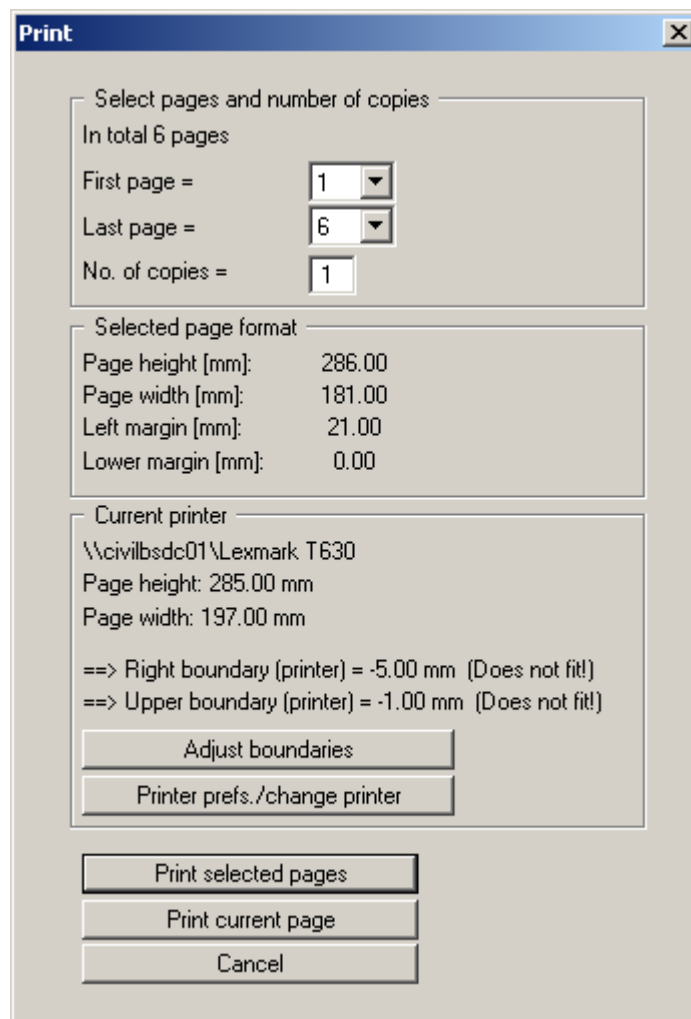 Print
Select pages and number of copies
In total 6 pages
First page = 1
Last page = 6
No. of copies = 1
Selected page format
Page height [mm]: 286.00
Page width [mm]: 181.00
Left margin [mm]: 21.00
Lower margin [mm]: 0.00
Current printer
\\civilbsdc01\Lexmark T630
Page height: 285.00 mm
Page width: 197.00 mm
==> Right boundary (printer) = -5.00 mm (Does not fit!)
==> Upper boundary (printer) = -1.00 mm (Does not fit!)
Adjust boundaries
Printer prefs./change printer
Print selected pages
Print current page
Cancel